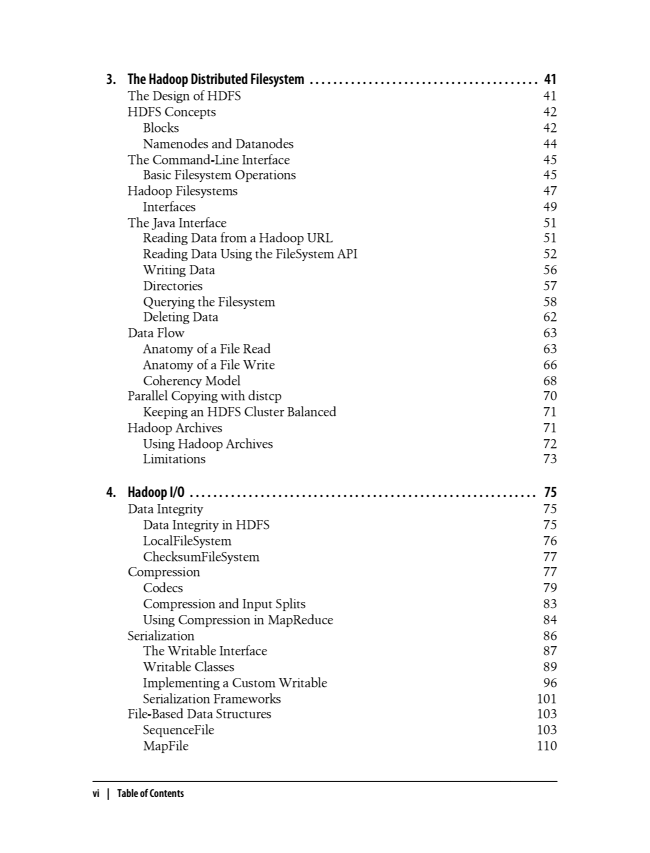 3. The Hadoop Distributed Filesystem . . . . . . . . . . . . . . . . . . . . . . . . . . . . . . . . . . . . . . . 41
The Design of HDFS 41
HDFS Concepts 42
Blocks 42
Namenodes and Datanodes 44
The Command-Line Interface 45
Basic Filesystem Operations 45
Hadoop Filesystems 47
Interfaces 49
The Java Interface 51
Reading Data from a Hadoop URL 51
Reading Data Using the FileSystem API 52
Writing Data 56
Directories 57
Querying the Filesystem 58
Deleting Data 62
Data Flow 63
Anatomy of a File Read 63
Anatomy of a File Write 66
Coherency Model 68
Parallel Copying with distcp 70
Keeping an HDFS Cluster Balanced 71
Hadoop Archives 71
Using Hadoop Archives 72
Limitations 73
4. Hadoop I/O . . . . . . . . . . . . . . . . . . . . . . . . . . . . . . . . . . . . . . . . . . . . . . . . . . . . . . . . . . . 75
Data Integrity 75
Data Integrity in HDFS 75
LocalFileSystem 76
ChecksumFileSystem 77
Compression 77
Codecs 79
Compression and Input Splits 83
Using Compression in MapReduce 84
Serialization 86
The Writable Interface 87
Writable Classes 89
Implementing a Custom Writable 96
Serialization Frameworks 101
File-Based Data Structures 103
SequenceFile 103
MapFile 110
vi | Table of Contents